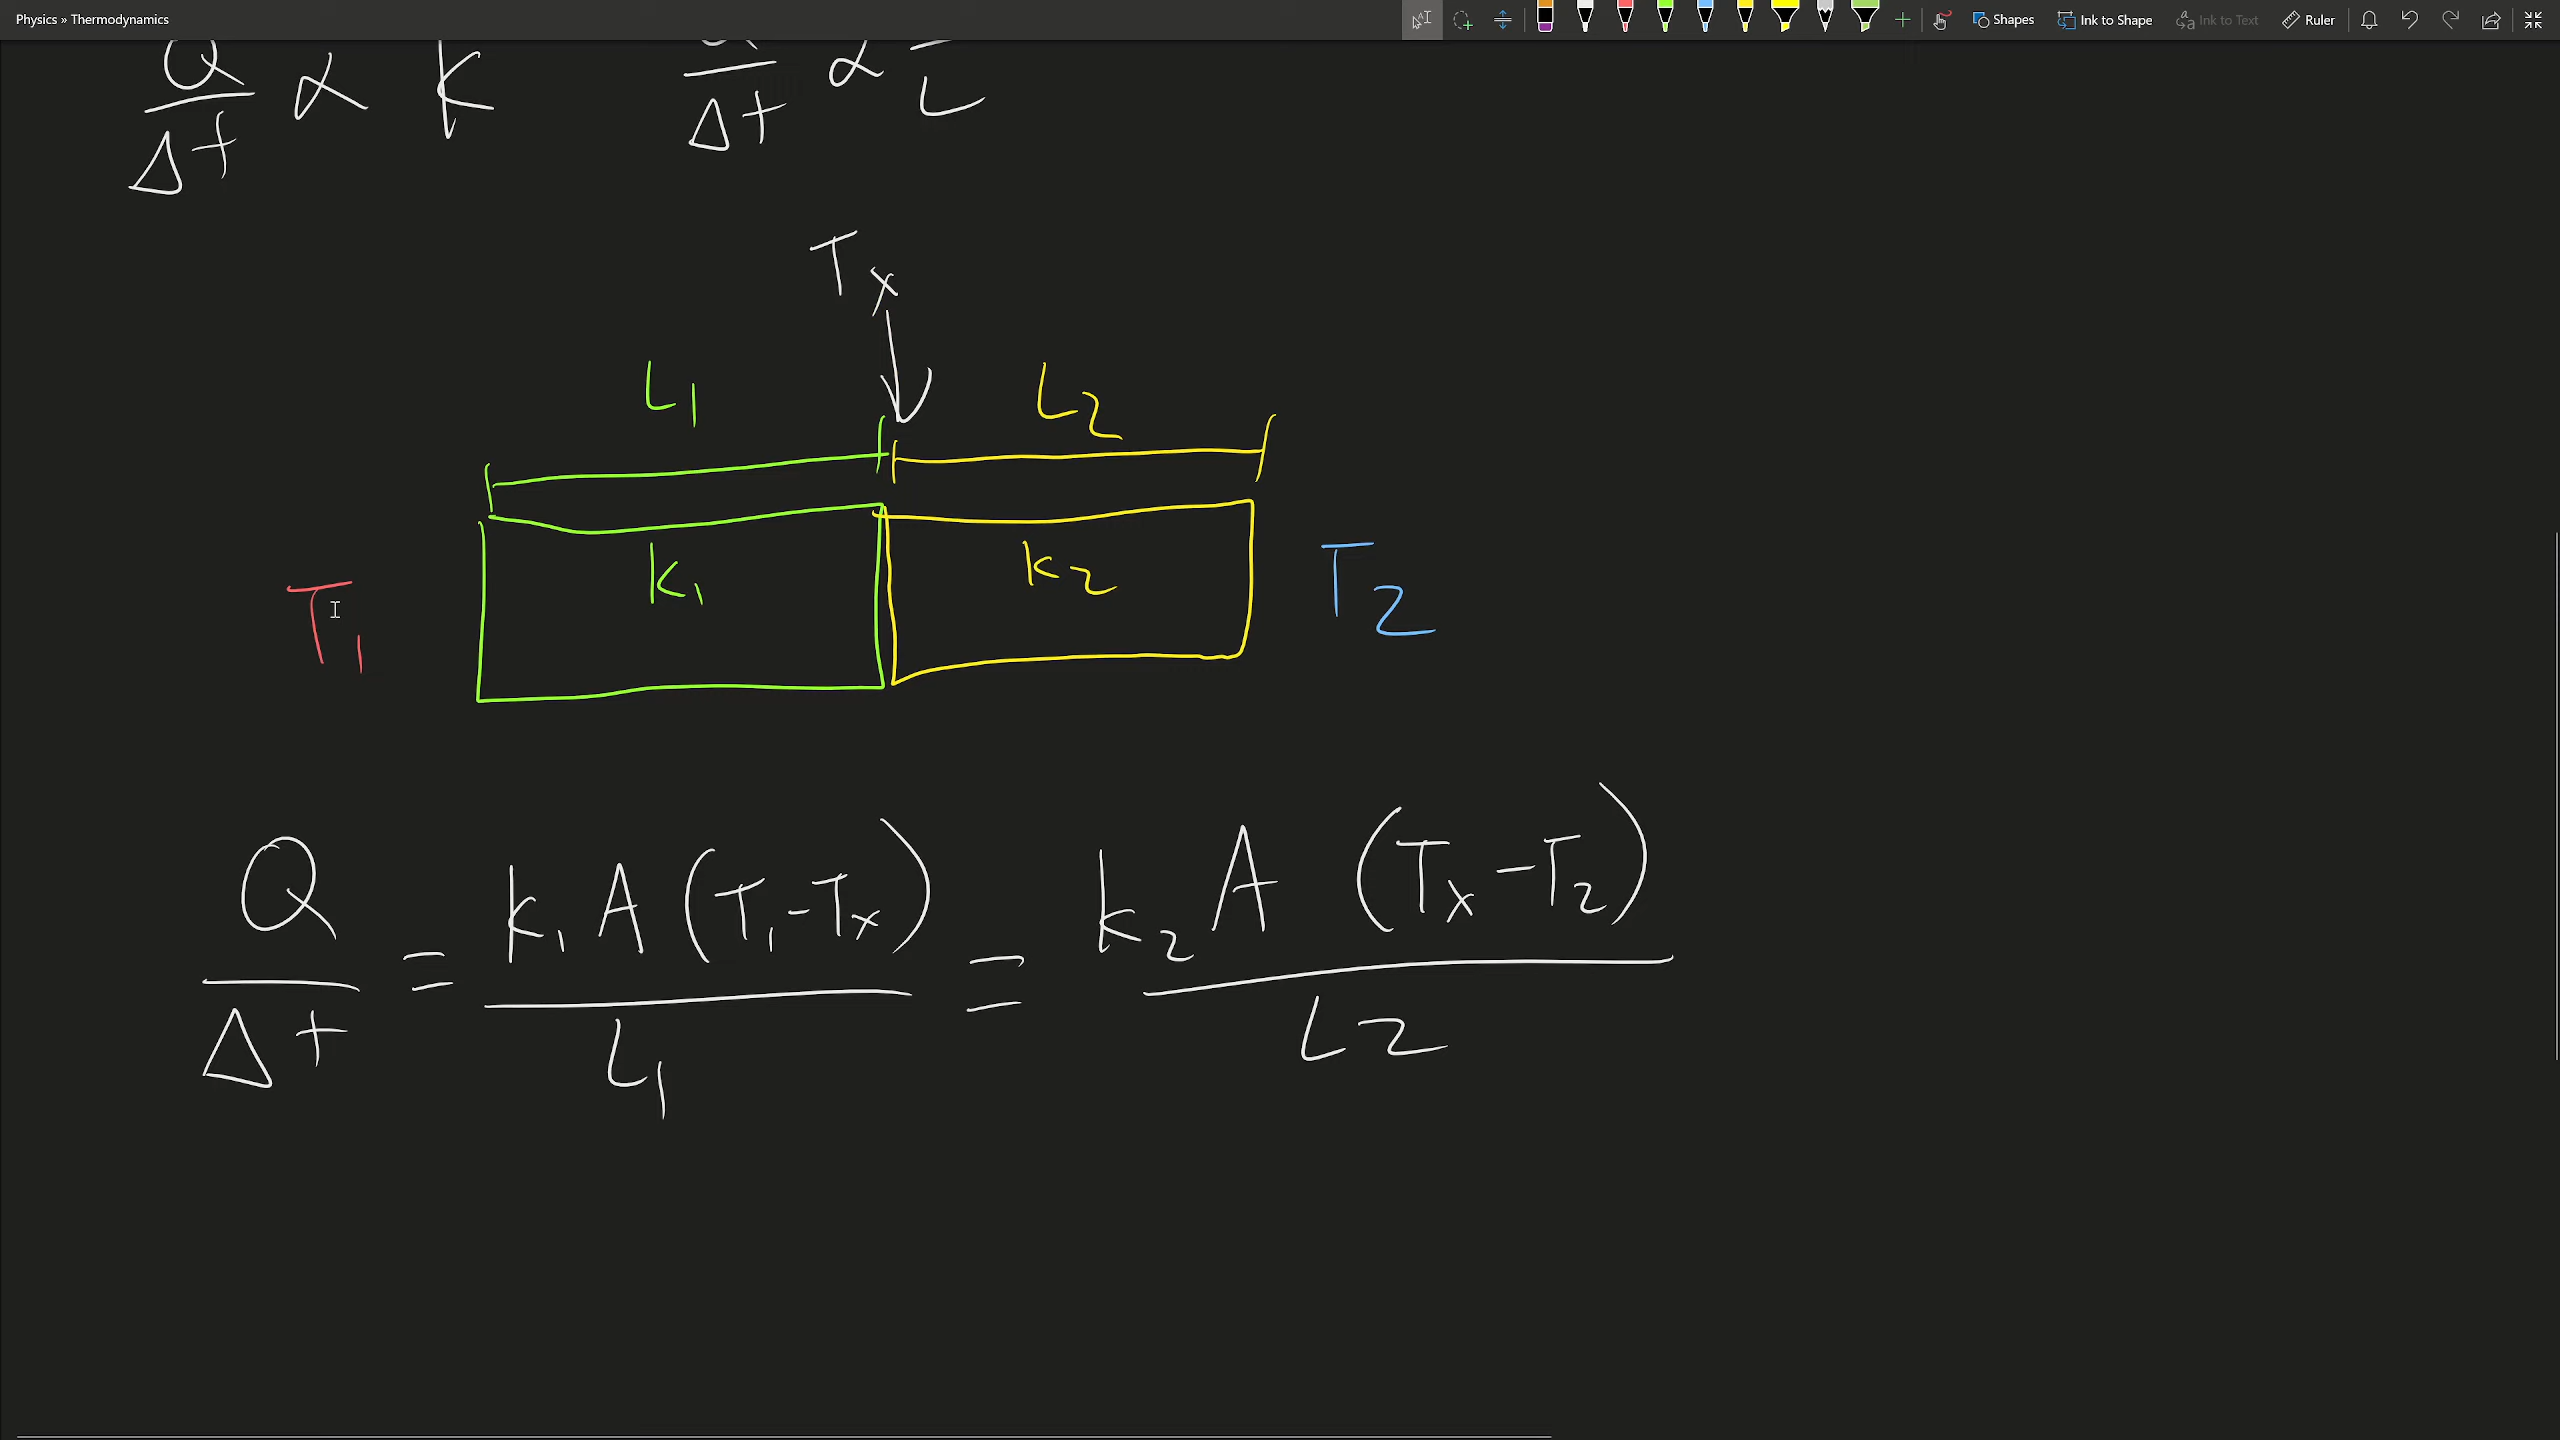 Physics » Thermodynamics
Shapes Ink to Shape Ink to Text Ruler
Q/Δt ∝ k
/Δt ∝ /L
Tx
L1 L2
T1 k1 k2 T2
Q/Δt = k1 A (T1 - Tx)/L1 = k2 A (Tx - T2)/L2